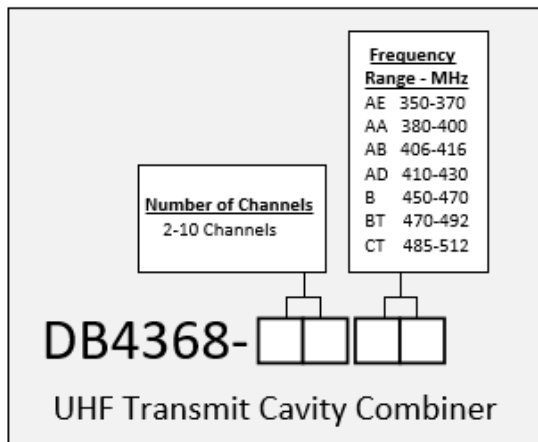 Frequency
Range - MHz
AE 350-370
AA 380-400
AB 406-416
AD 410-430
B 450-470
BT 470-492
CT 485-512
Number of Channels
2-10 Channels
DB4368-
UHF Transmit Cavity Combiner